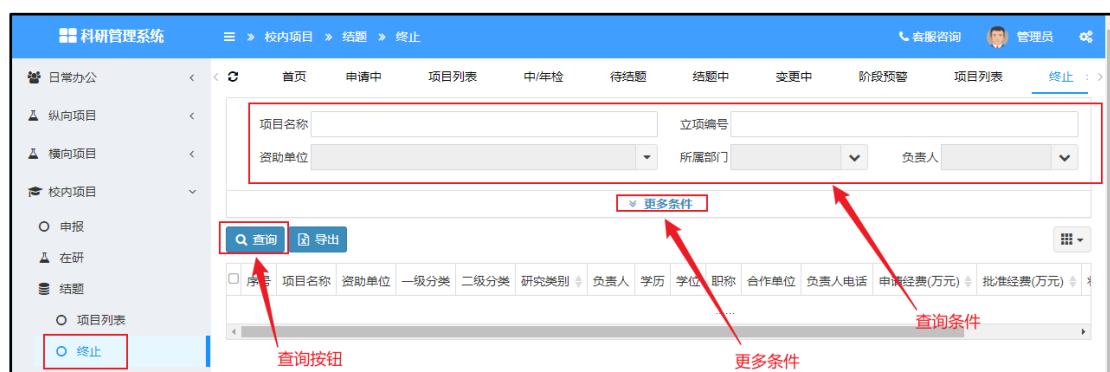 科研管理系统
» 校内项目 » 结题 » 终止
客服咨询 管理员
日常办公
首页 申请中 项目列表 中/年检 待结题 结题中 变更中 阶段预警 项目列表 终止
纵向项目
项目名称 立项编号
横向项目
资助单位 所属部门 负责人
校内项目
更多条件
申报
查询 导出
在研
序号 项目名称 资助单位 一级分类 二级分类 研究类别 负责人 学历 学位 职称 合作单位 负责人电话 申请经费(万元) 批准经费(万元)
结题
......
项目列表
查询条件
终止
查询按钮
更多条件